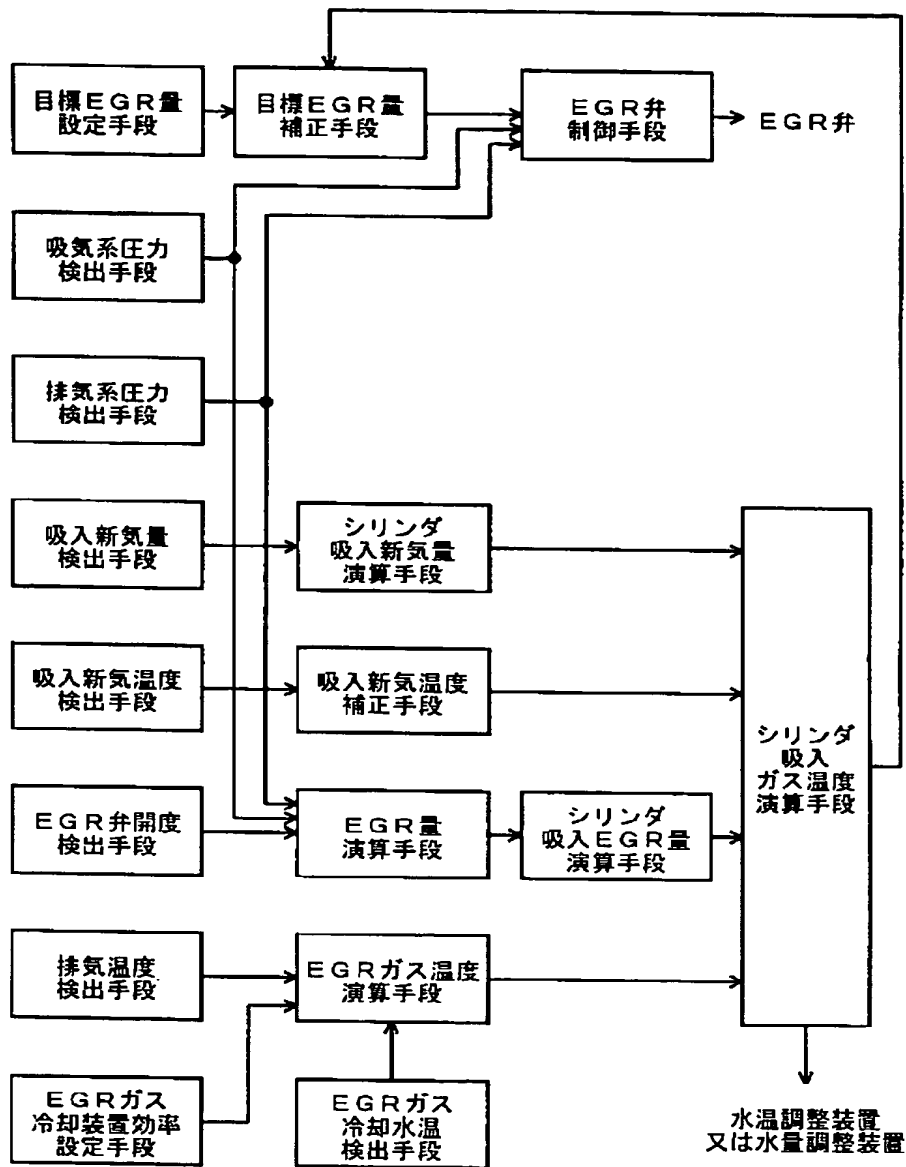 目標EGR量
設定手段
目標EGR量
補正手段
EGR弁
制御手段
EGR弁
吸気系圧力
検出手段
排気系圧力
検出手段
吸入新気量
検出手段
シリンダ
吸入新気量
演算手段
吸入新気温度
検出手段
吸入新気温度
補正手段
シリンダ
吸入
ガス温度
演算手段
EGR弁開度
検出手段
EGR量
演算手段
シリンダ
吸入EGR量
演算手段
排気温度
検出手段
EGRガス温度
演算手段
EGRガス
冷却装置効率
設定手段
EGRガス
冷却水温
検出手段
水温調整装置
又は水量調整装置